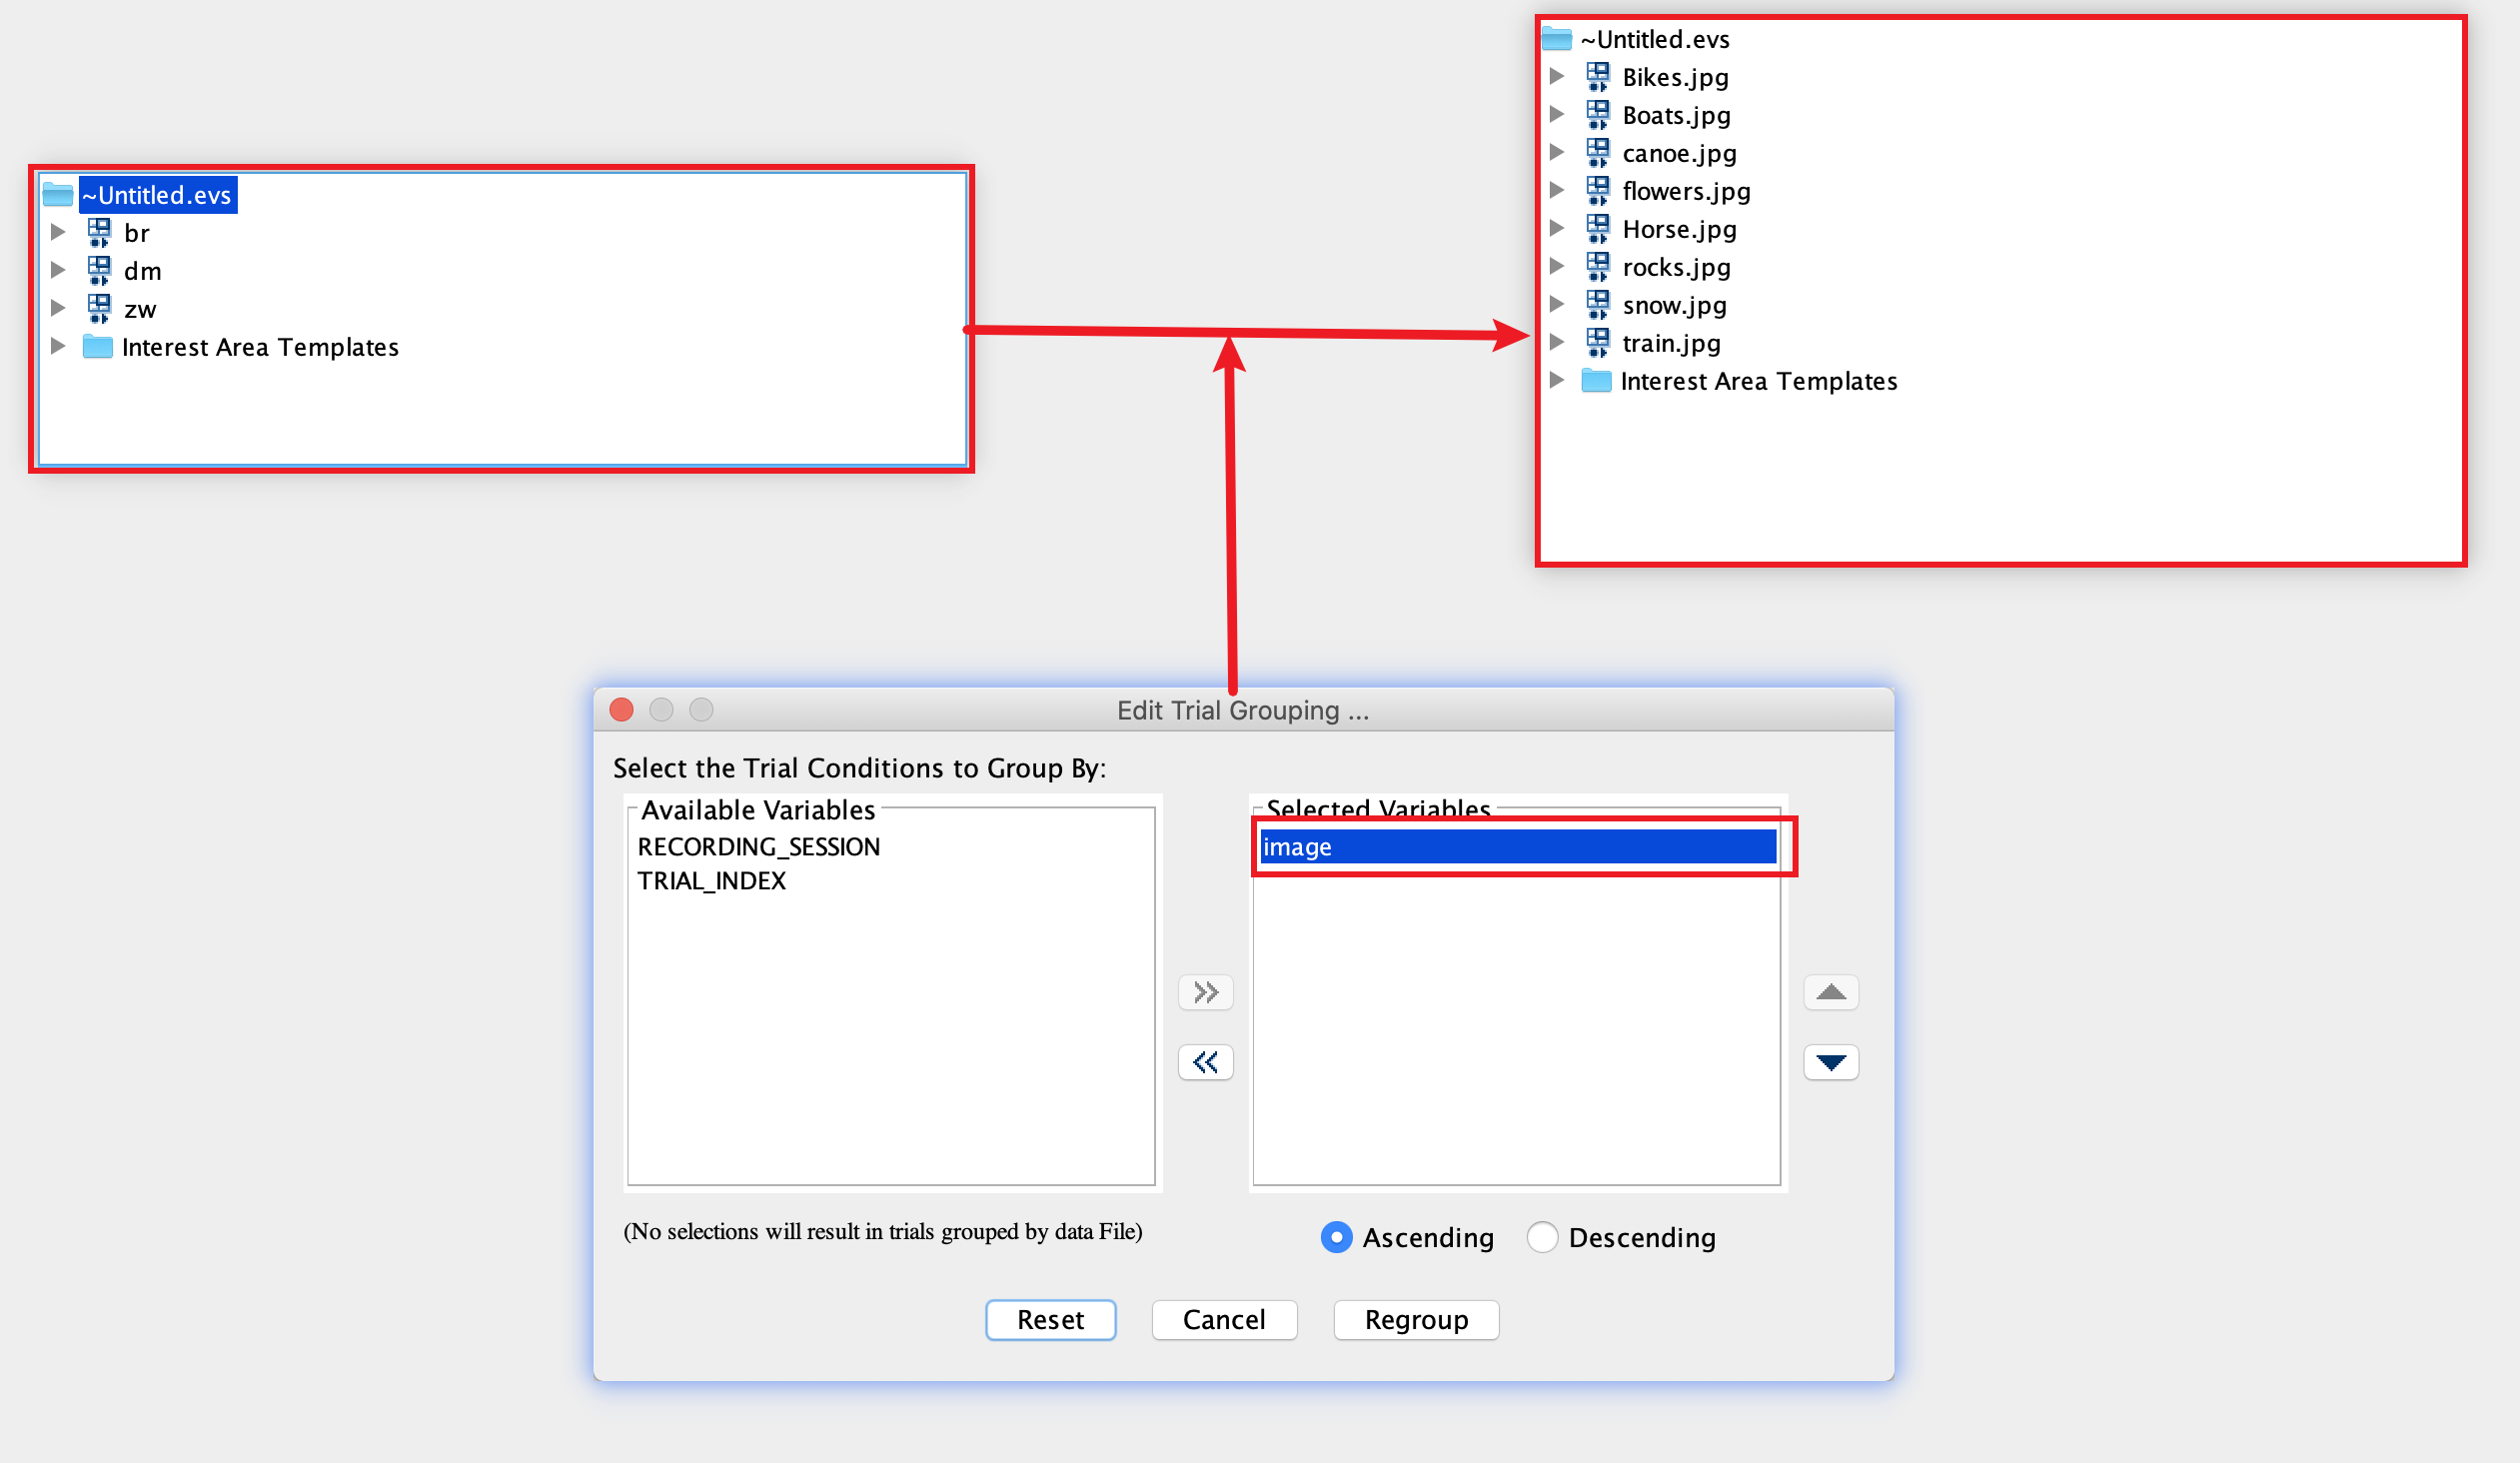 ~Untitled.evs
br
dm
zw
Interest Area Templates
~Untitled.evs
Bikes.jpg
Boats.jpg
canoe.jpg
flowers.jpg
Horse.jpg
rocks.jpg
snow.jpg
train.jpg
Interest Area Templates
Edit Trial Grouping ...
Select the Trial Conditions to Group By:
Available Variables
RECORDING_SESSION
TRIAL_INDEX
Selected Variables
image
(No selections will result in trials grouped by data File)
Ascending Descending
Reset Cancel Regroup